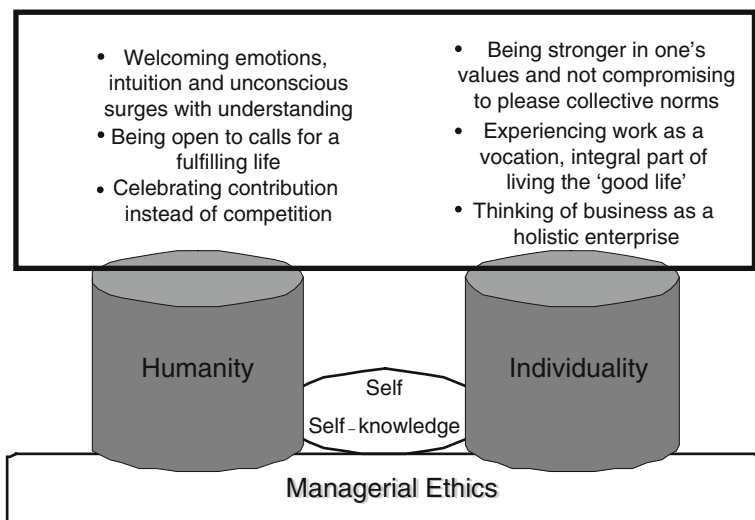 • Welcoming emotions,
intuition and unconscious
surges with understanding
• Being open to calls for a
fulfilling life
• Celebrating contribution
instead of competition
• Being stronger in one's
values and not compromising
to please collective norms
• Experiencing work as a
vocation, integral part of
living the 'good life'
• Thinking of business as a
holistic enterprise
Humanity
Individuality
Self
Self-knowledge
Managerial Ethics